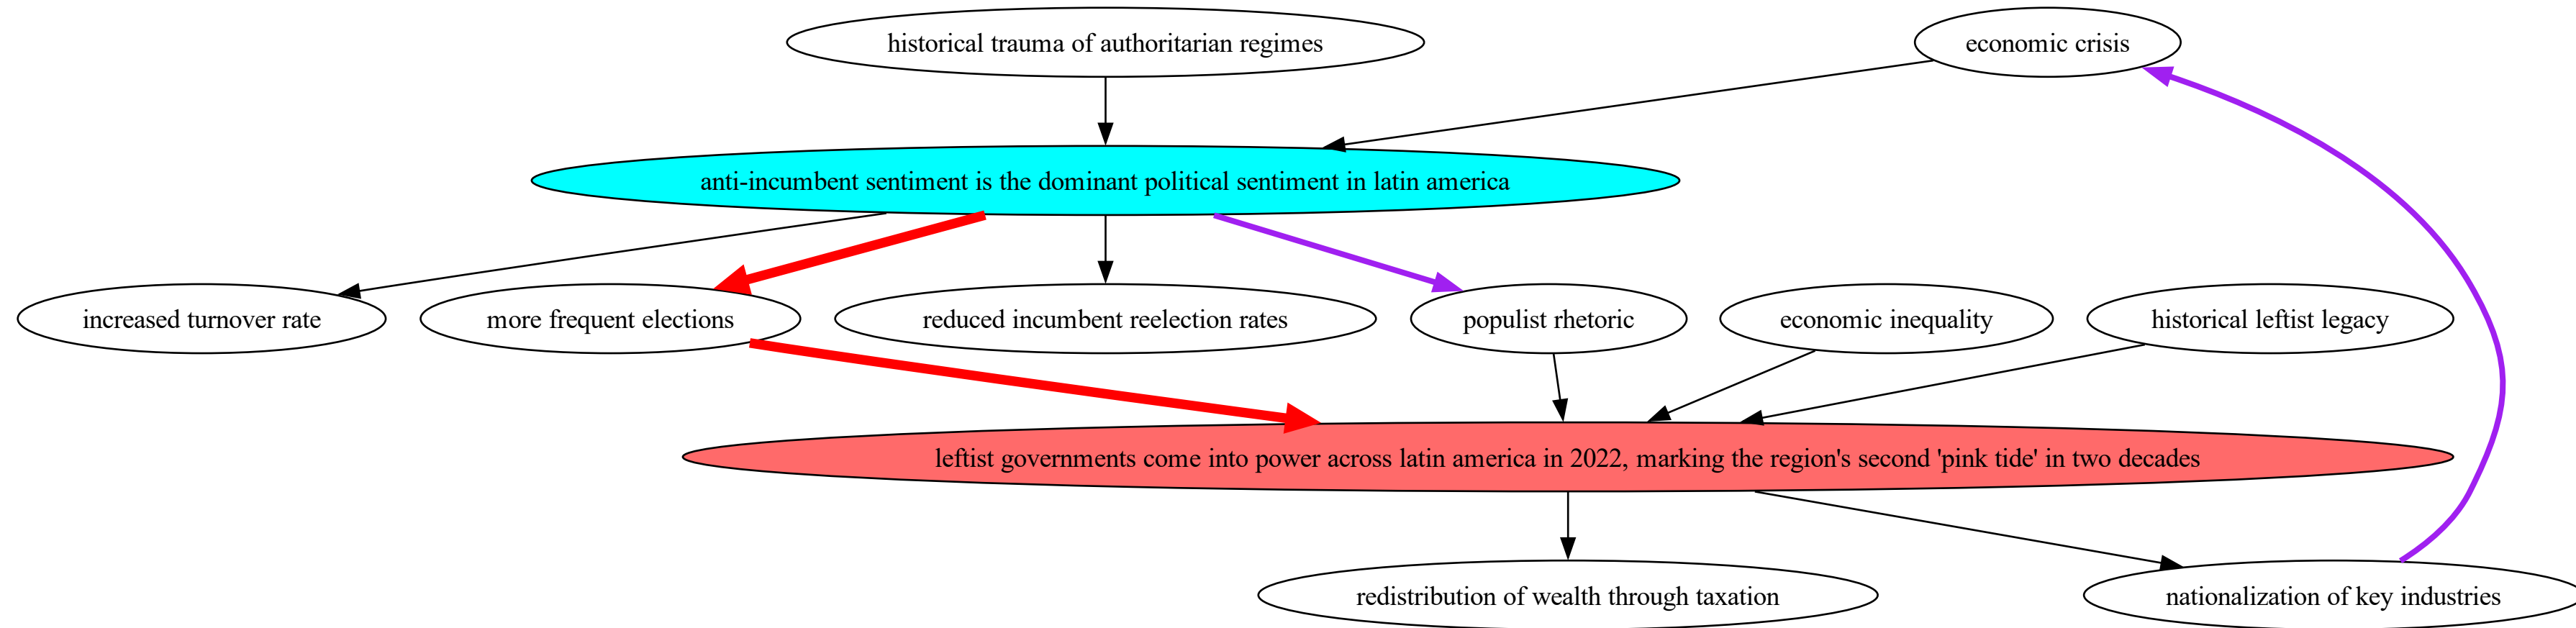 historical trauma of authoritarian regimes
economic crisis
anti-incumbent sentiment is the dominant political sentiment in latin america
increased turnover rate
more frequent elections
reduced incumbent reelection rates
populist rhetoric
economic inequality
historical leftist legacy
leftist governments come into power across latin america in 2022, marking the region's second 'pink tide' in two decades
redistribution of wealth through taxation
nationalization of key industries